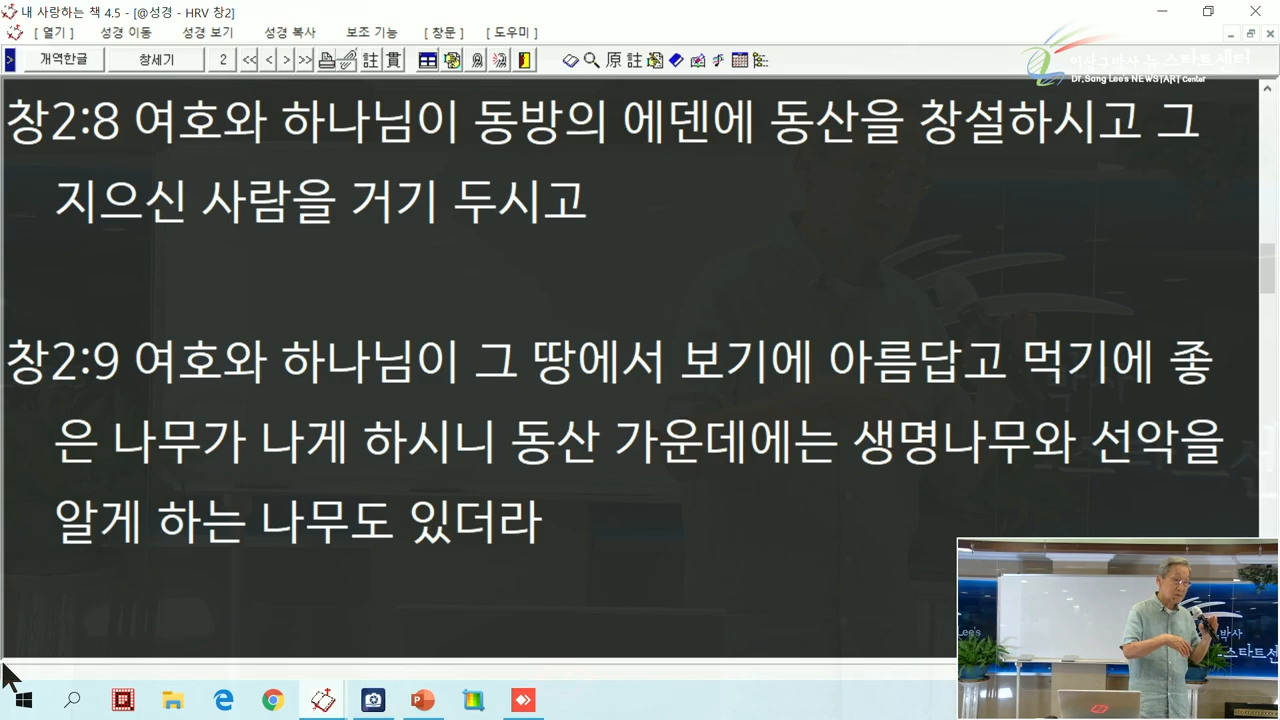 내 사랑하는 책 4.5 - [@성경 - HRV 창2]
[ 열기 ] 성경 이동 성경 보기 성경 복사 보조 기능 [ 창문 ] [ 도우미 ]
개역한글 창세기 2 << < > >> 註 貫 原 註
이상구박사 뉴스타트센터
Dr.Sang Lee's NEWSTART Center
창2:8 여호와 하나님이 동방의 에덴에 동산을 창설하시고 그
지으신 사람을 거기 두시고
창2:9 여호와 하나님이 그 땅에서 보기에 아름답고 먹기에 좋
은 나무가 나게 하시니 동산 가운데에는 생명나무와 선악을
알게 하는 나무도 있더라
Lee's
박사
스타트센